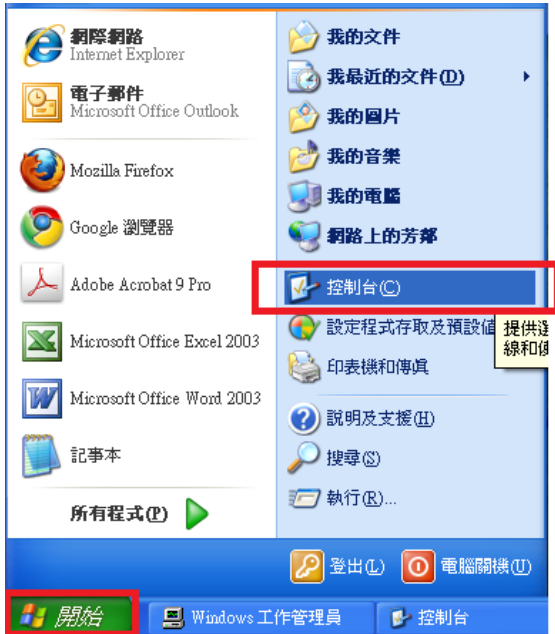 網際網路
Internet Explorer
電子郵件
Microsoft Office Outlook
Mozilla Firefox
Google 瀏覽器
Adobe Acrobat 9 Pro
Microsoft Office Excel 2003
Microsoft Office Word 2003
記事本
所有程式(P)
我的文件
我最近的文件(D)
我的圖片
我的音樂
我的電腦
網路上的芳鄰
控制台(C)
設定程式存取及預設值
提供選
線和
印表機和傳真
說明及支援(H)
搜尋(S)
執行(R)...
登出(L)
電腦關機(U)
開始
Windows 工作管理員
控制台